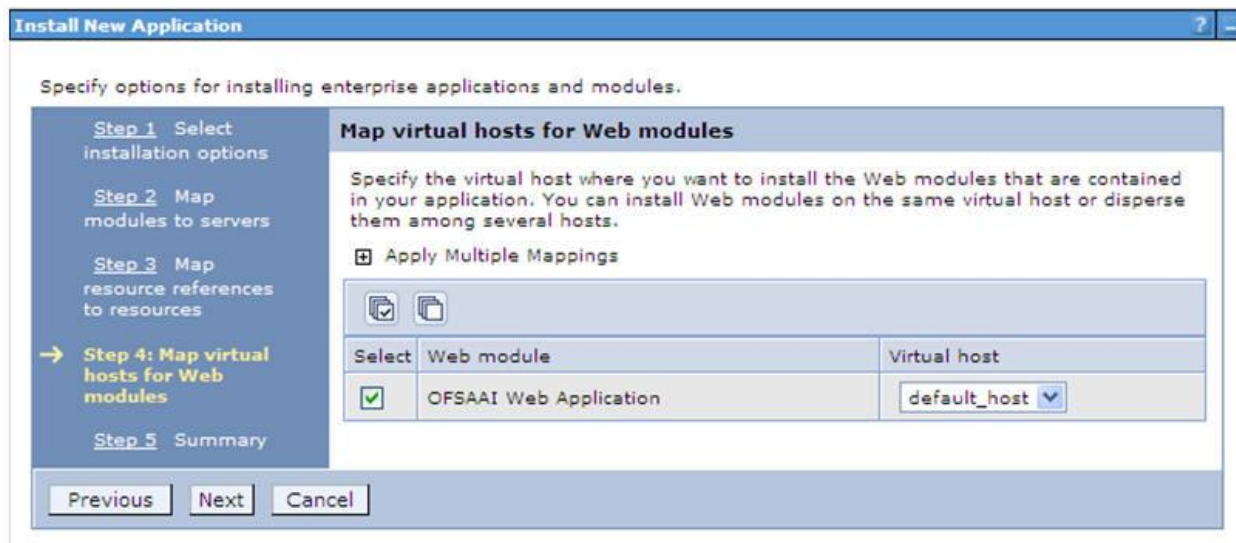 Install New Application
?
Specify options for installing enterprise applications and modules.
Step 1 Select
installation options
Step 2 Map
modules to servers
Step 3 Map
resource references
to resources
Step 4: Map virtual
hosts for Web
modules
Step 5 Summary
Map virtual hosts for Web modules
Specify the virtual host where you want to install the Web modules that are contained
in your application. You can install Web modules on the same virtual host or disperse
them among several hosts.
Apply Multiple Mappings
Select Web module Virtual host
OFSAAI Web Application default_host
Previous Next Cancel